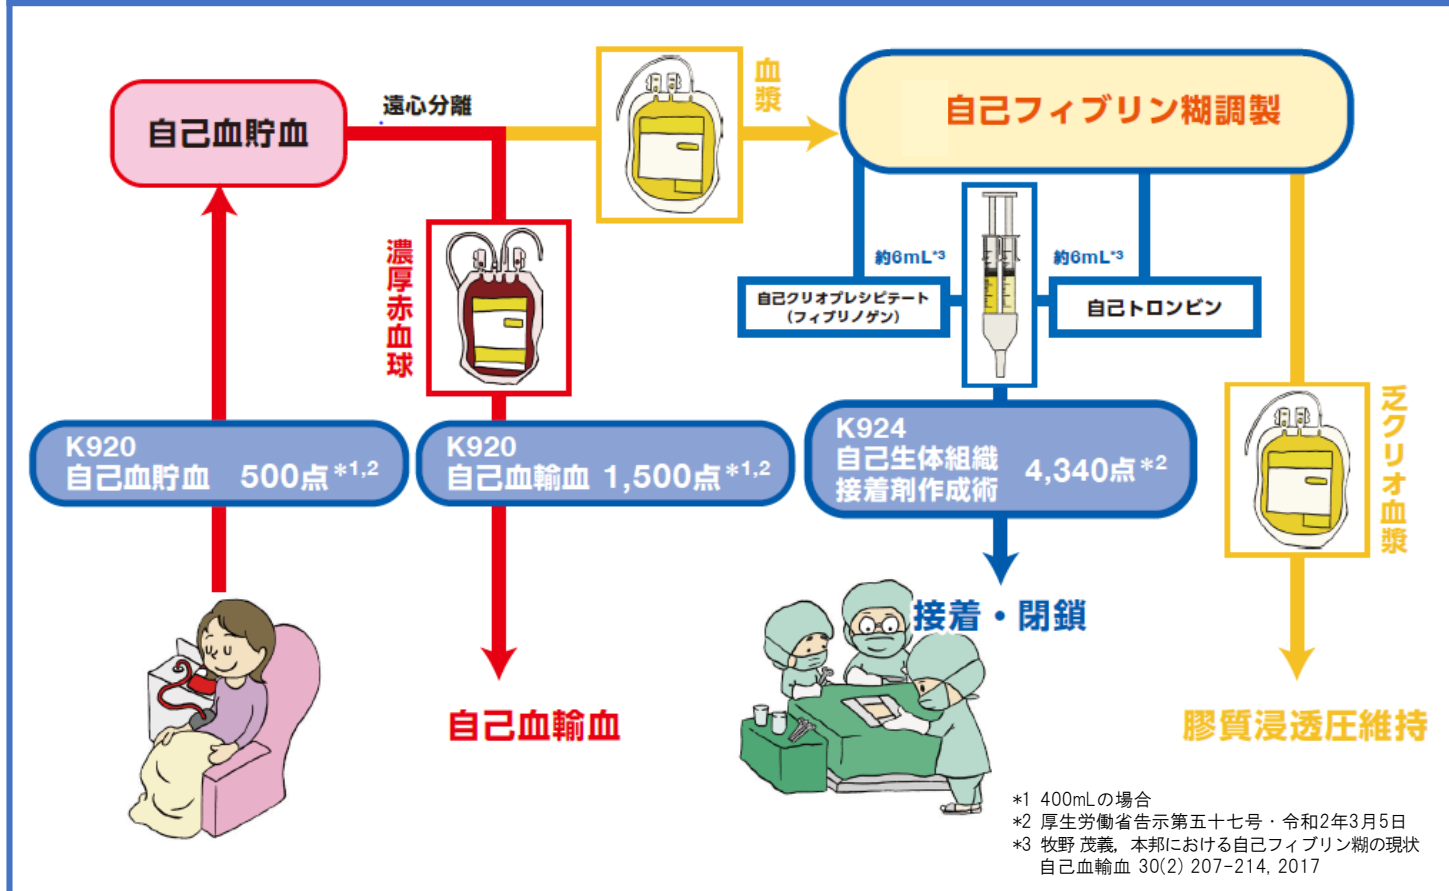 自己血貯血
遠心分離
血漿
自己フィブリン糊調製
濃厚赤血球
約6mL*3
約6mL*3
自己クリオプレシピテート
(フィブリノゲン)
自己トロンビン
K920
自己血貯血 500点*1,2
K920
自己血輸血 1,500点*1,2
K924
自己生体組織
接着剤作成術
4,340点*2
乏クリオ血漿
接着・閉鎖
自己血輸血
膠質浸透圧維持
*1 400mLの場合
*2 厚生労働省告示第五十七号・令和2年3月5日
*3 牧野 茂義, 本邦における自己フィブリン糊の現状
自己血輸血 30(2) 207-214, 2017